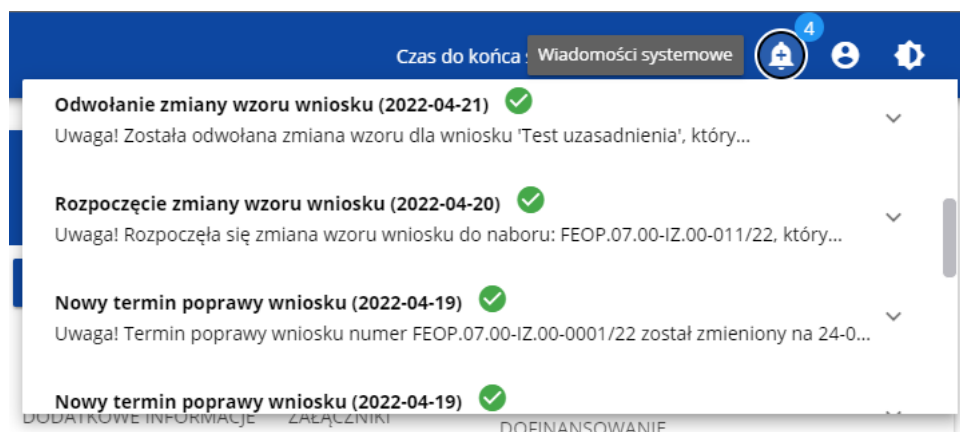 4
Czas do końca
Wiadomości systemowe
Odwołanie zmiany wzoru wniosku (2022-04-21)
Uwaga! Została odwołana zmiana wzoru dla wniosku 'Test uzasadnienia', który...
Rozpoczęcie zmiany wzoru wniosku (2022-04-20)
Uwaga! Rozpoczęła się zmiana wzoru wniosku do naboru: FEOP.07.00-IZ.00-011/22, który...
Nowy termin poprawy wniosku (2022-04-19)
Uwaga! Termin poprawy wniosku numer FEOP.07.00-IZ.00-0001/22 został zmieniony na 24-0...
Nowy termin poprawy wniosku (2022-04-19)
DODATKOWE INFORMACJE ZAŁĄCZNIKI
DOFINANSOWANIE